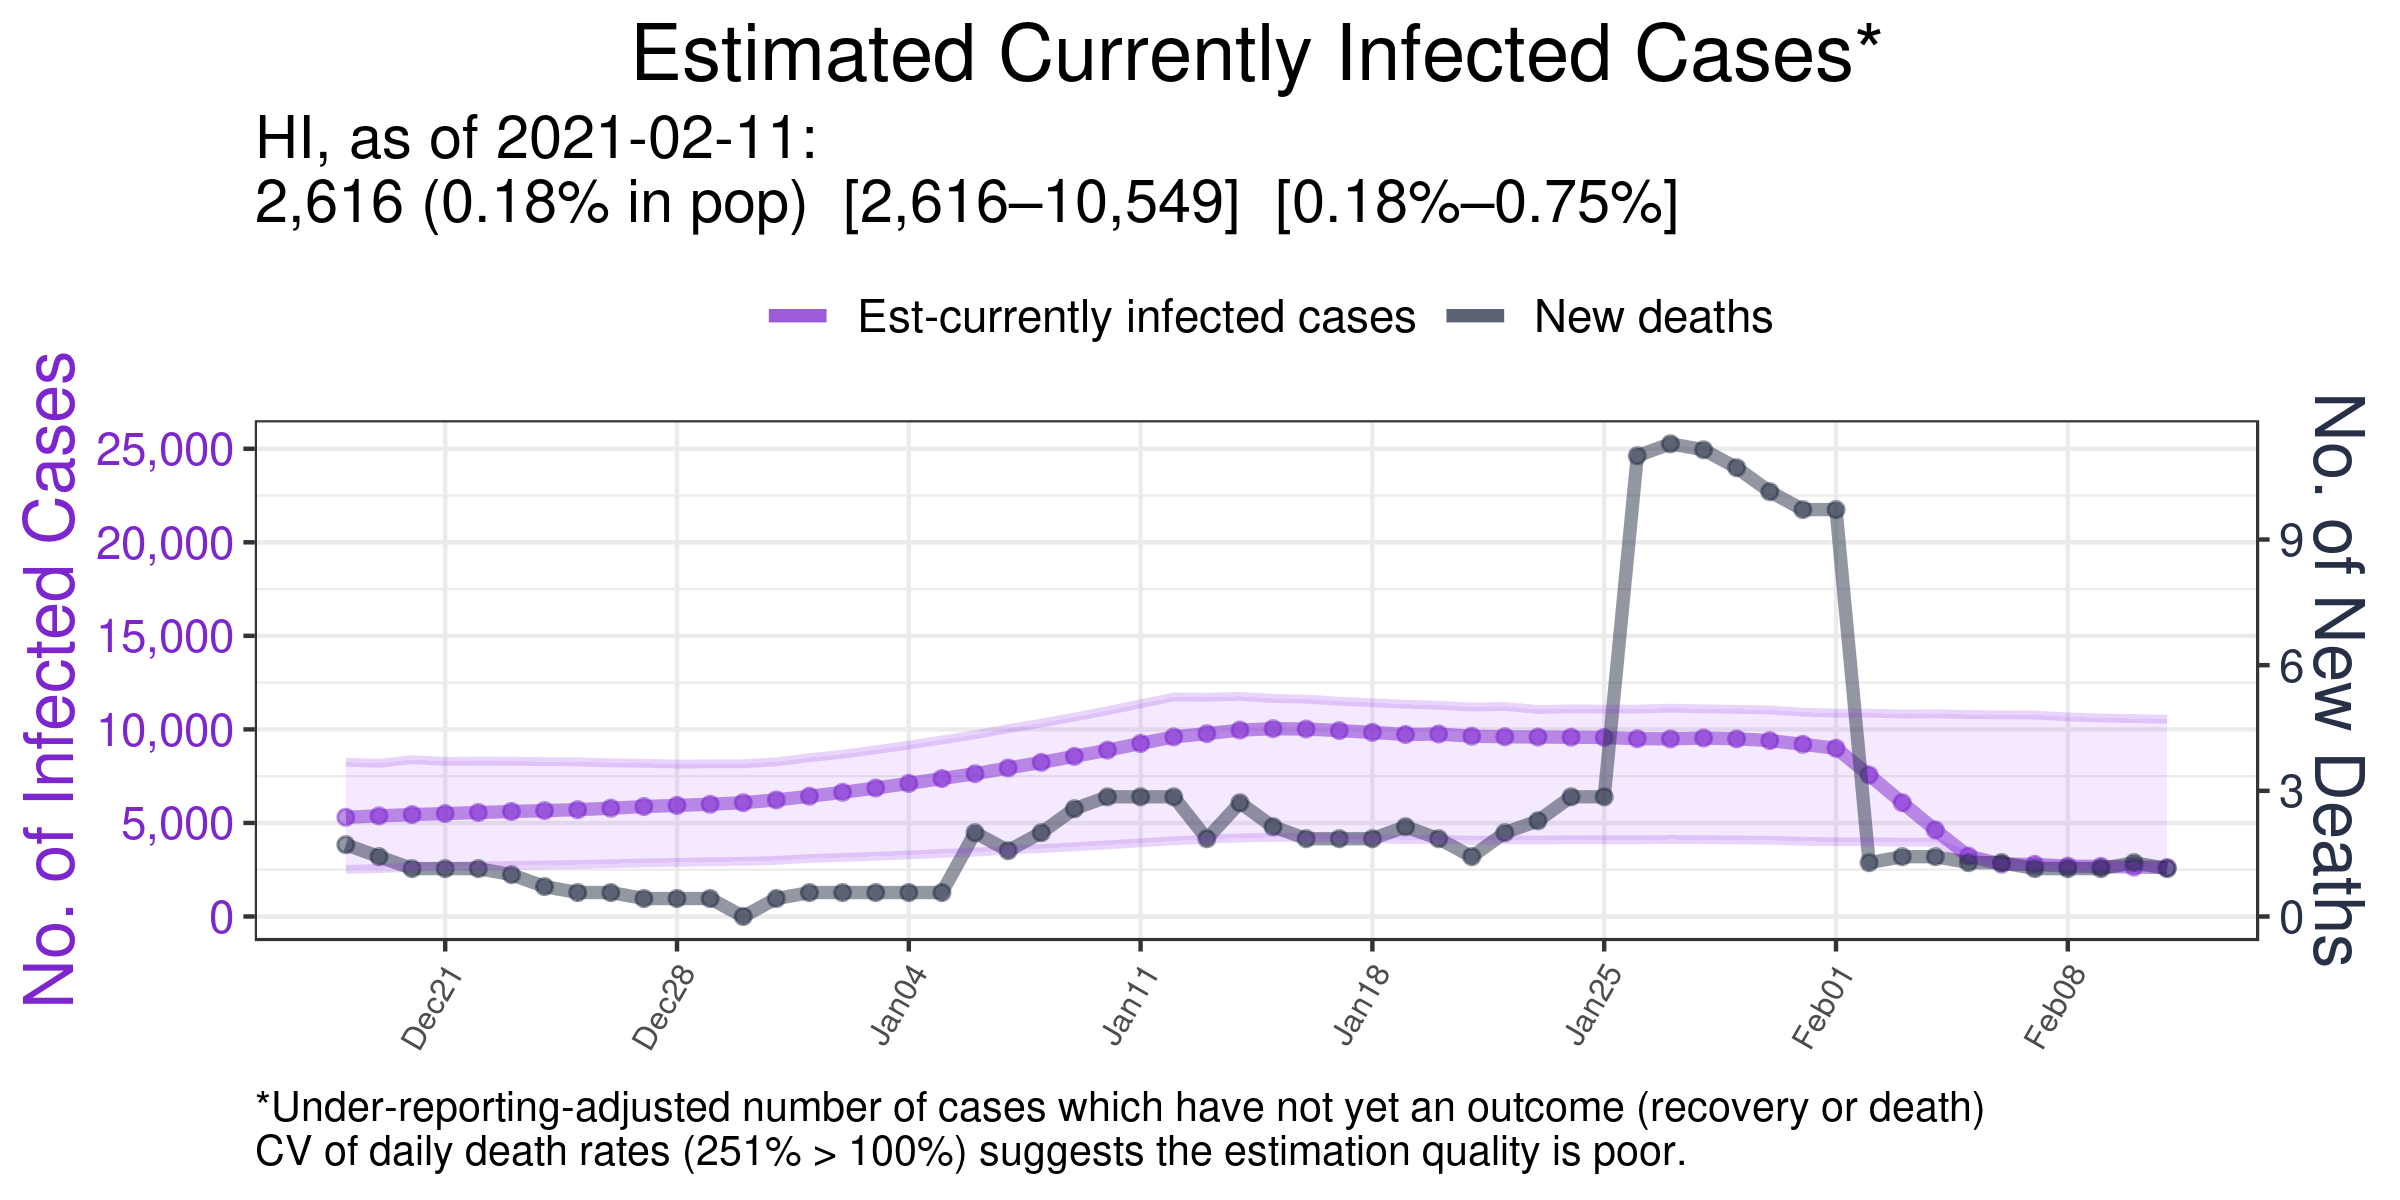 Estimated Currently Infected Cases*
HI, as of 2021-02-11:
2,616 (0.18% in pop) [2,616–10,549] [0.18%–0.75%]
Est-currently infected cases
New deaths
No. of Infected Cases
25,000
20,000
15,000
10,000
5,000
0
No. of New Deaths
9
6
3
0
Dec21
Dec28
Jan04
Jan11
Jan18
Jan25
Feb01
Feb08
*Under-reporting-adjusted number of cases which have not yet an outcome (recovery or death)
CV of daily death rates (251% > 100%) suggests the estimation quality is poor.